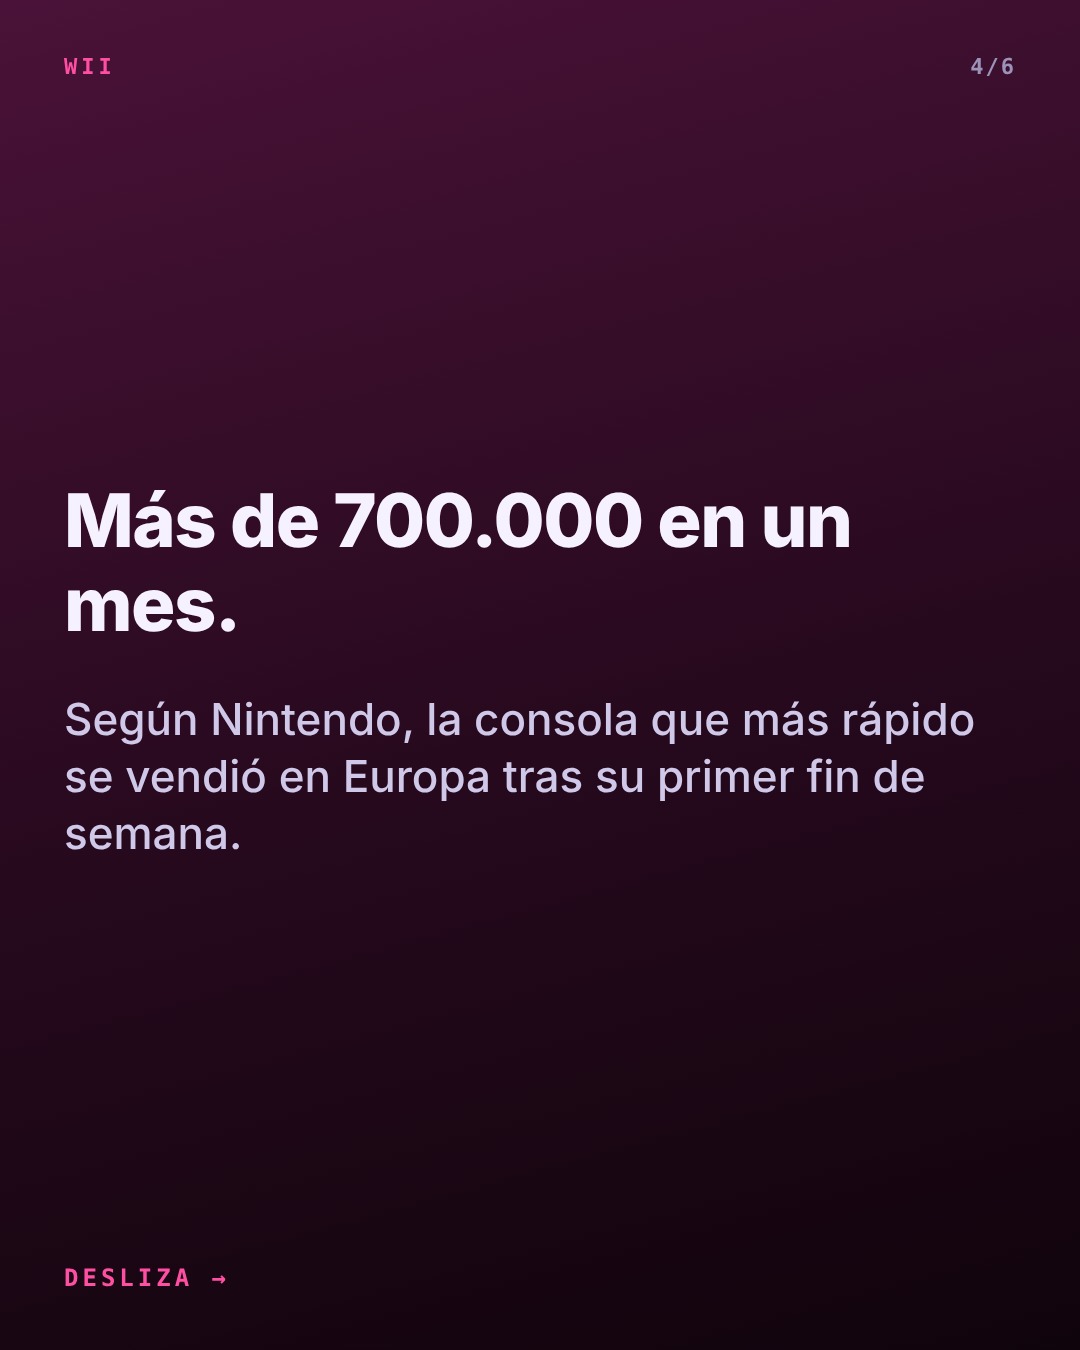 WII
4/6
Más de 700.000 en un
mes.
Según Nintendo, la consola que más rápido
se vendió en Europa tras su primer fin de
semana.
DESLIZA →